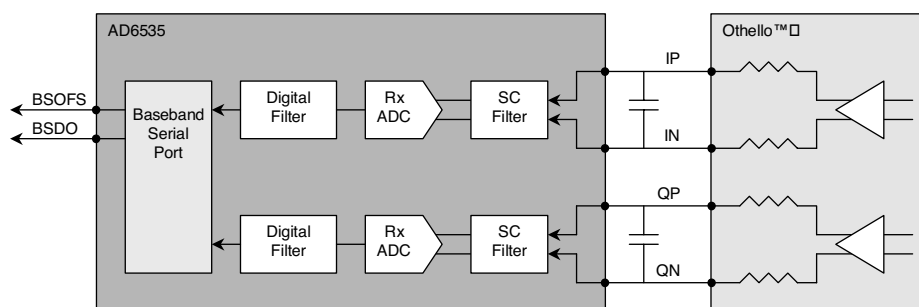 AD6535
Othello™□
BSOFS
BSDO
Baseband
Serial
Port
Digital
Filter
Rx
ADC
SC
Filter
IP
IN
Digital
Filter
Rx
ADC
SC
Filter
QP
QN